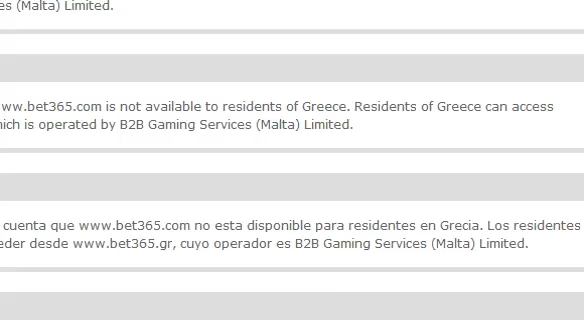 es (Malta) Limited.
ww.bet365.com is not available to residents of Greece. Residents of Greece can access
hich is operated by B2B Gaming Services (Malta) Limited.
cuenta que www.bet365.com no esta disponible para residentes en Grecia. Los residentes
eder desde www.bet365.gr, cuyo operador es B2B Gaming Services (Malta) Limited.